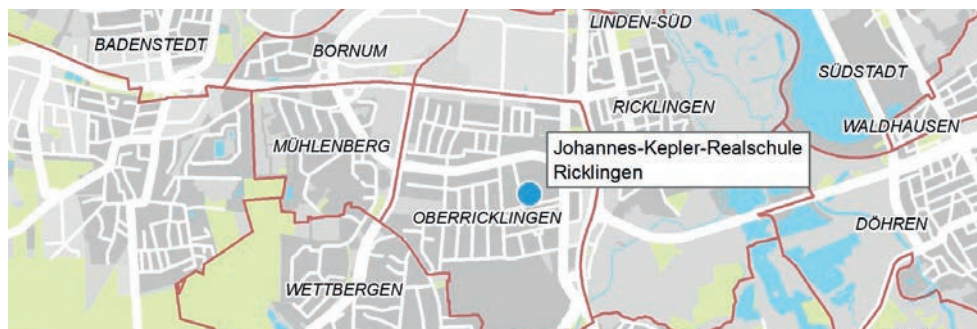 LINDEN-SÜD
BADENSTEDT
BORNUM
SÜDSTADT
RICKLINGEN
WALDHAUSEN
MÜHLENBERG
Johannes-Kepler-Realschule
Ricklingen
OBERRICKLINGEN
DÖHREN
WETTBERGEN